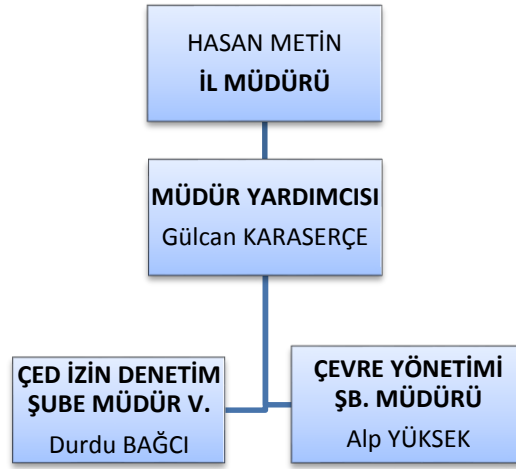 HASAN METİN
İL MÜDÜRÜ
MÜDÜR YARDIMCISI
Gülcan KARASERÇE
ÇED İZİN DENETİM
ŞUBE MÜDÜR V.
Durdu BAĞCI
ÇEVRE YÖNETİMİ
ŞB. MÜDÜRÜ
Alp YÜKSEK